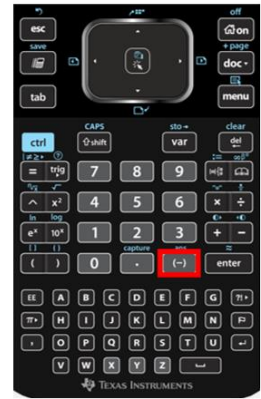 off
esc
on
save
+ page
doc
tab
menu
CAPS
sto
clear
ctrl
shift
var
del
= trig 7 8 9
n/y √
^ x² 4 5 6 × ÷
ln log
eˣ 10ˣ 1 2 3 + −
[ ] { } capture ans ≈
( ) 0 . (−) enter
EE A B C D E F G ?!
π H I J K L M N
, O P Q R S T U
V W X Y Z
TEXAS INSTRUMENTS